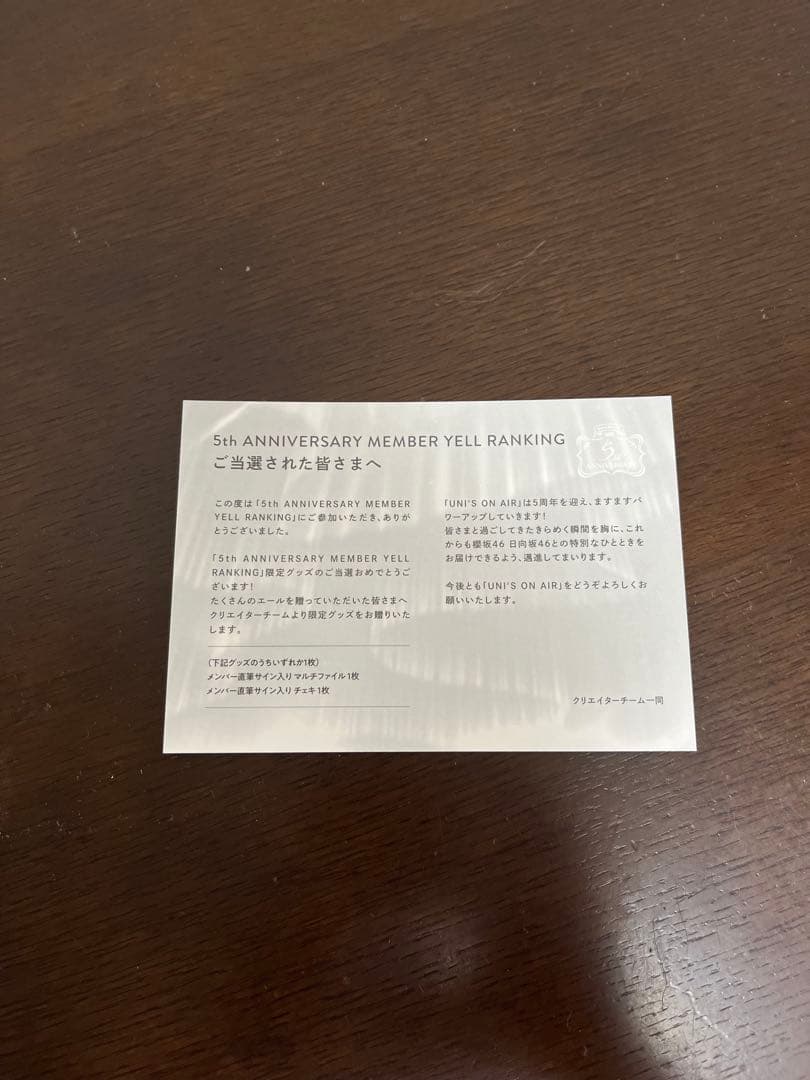 5th ANNIVERSARY MEMBER YELL RANKING
ご当選された皆さまへ
この度は「5th ANNIVERSARY MEMBER
YELL RANKING」にご参加いただき、ありが
とうございました。
「5th ANNIVERSARY MEMBER YELL
RANKING」限定グッズのご当選おめでとうご
ざいます!
たくさんのエールを贈っていただいた皆さまへ
クリエイターチームより限定グッズをお贈りいた
します。
(下記グッズのうちいずれか1枚)
メンバー直筆サイン入り マルチファイル 1枚
メンバー直筆サイン入り チェキ 1枚
「UNI'S ON AIR」は5周年を迎え、ますますパ
ワーアップしていきます!
皆さまと過ごしてきたきらめく瞬間を胸に、これ
からも櫻坂46 日向坂46との特別なひとときを
お届けできるよう、邁進してまいります。
今後とも「UNI'S ON AIR」をどうぞよろしくお
願いいたします。
クリエイターチーム一同
5
ANNIVERSARY